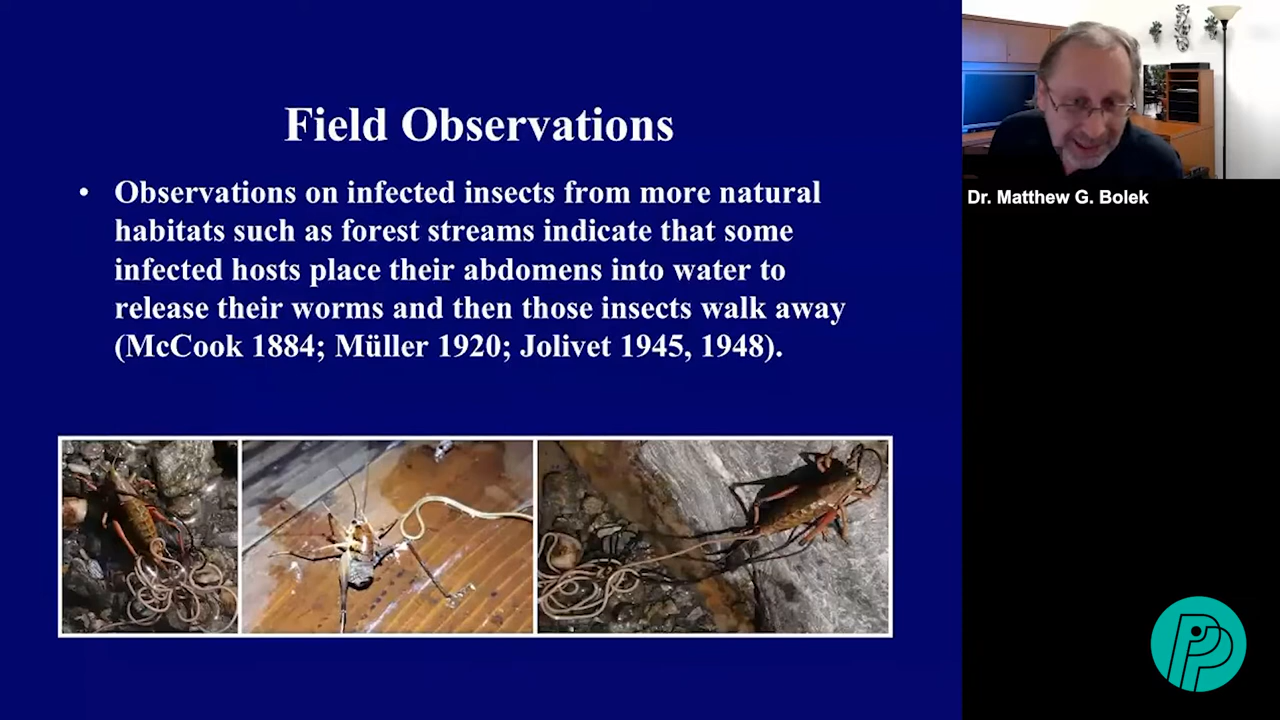 Field Observations
• Observations on infected insects from more natural
habitats such as forest streams indicate that some
infected hosts place their abdomens into water to
release their worms and then those insects walk away
(McCook 1884; Müller 1920; Jolivet 1945, 1948).
Dr. Matthew G. Bolek